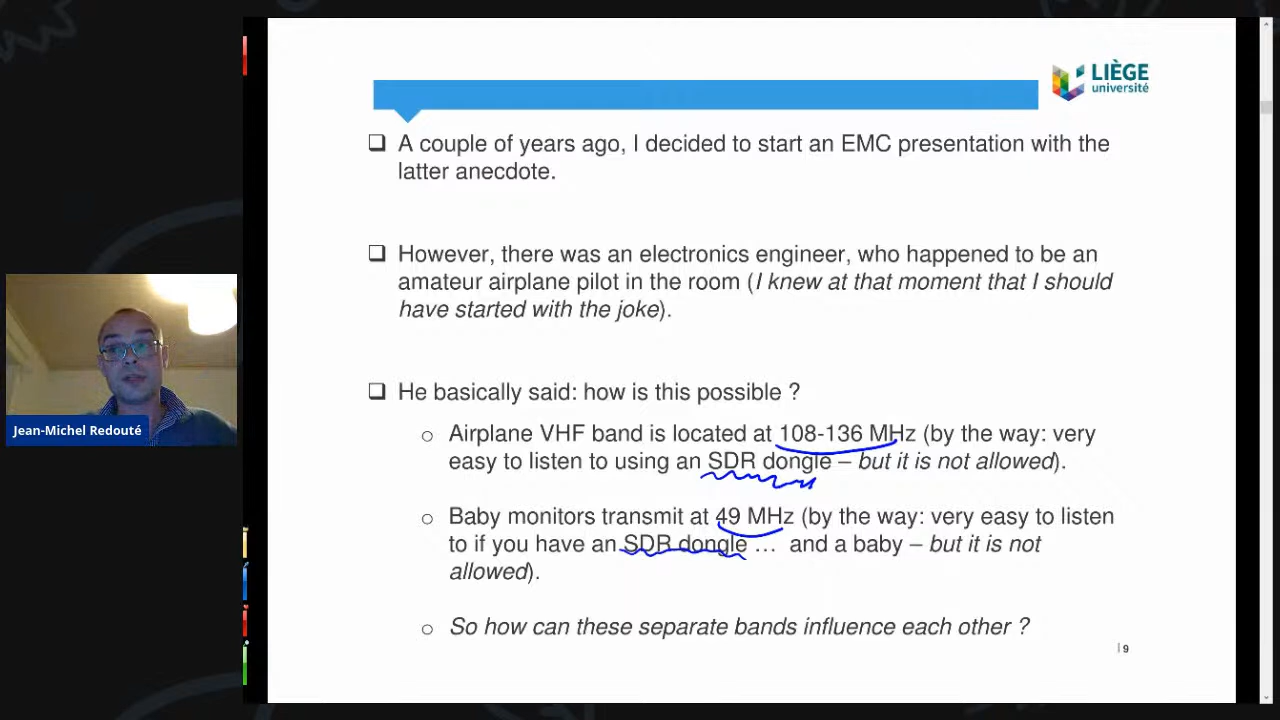 LIÈGE
université
❑ A couple of years ago, I decided to start an EMC presentation with the
latter anecdote.
❑ However, there was an electronics engineer, who happened to be an
amateur airplane pilot in the room (I knew at that moment that I should
have started with the joke).
❑ He basically said: how is this possible ?
o Airplane VHF band is located at 108-136 MHz (by the way: very
easy to listen to using an SDR dongle – but it is not allowed).
o Baby monitors transmit at 49 MHz (by the way: very easy to listen
to if you have an SDR dongle … and a baby – but it is not
allowed).
o So how can these separate bands influence each other ?
| 9
Jean-Michel Redouté